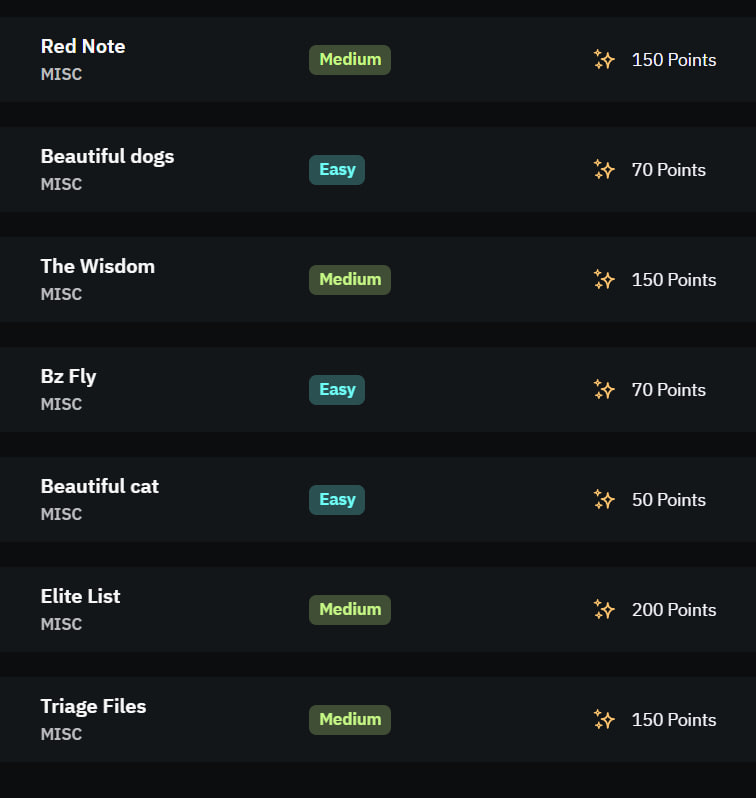 Red Note
MISC
Medium
150 Points
Beautiful dogs
MISC
Easy
70 Points
The Wisdom
MISC
Medium
150 Points
Bz Fly
MISC
Easy
70 Points
Beautiful cat
MISC
Easy
50 Points
Elite List
MISC
Medium
200 Points
Triage Files
MISC
Medium
150 Points